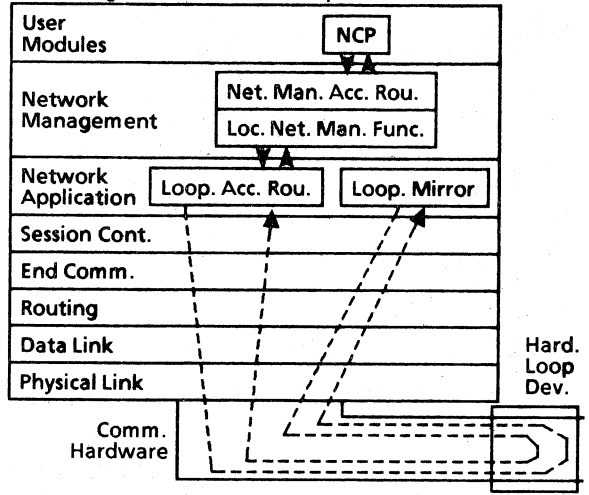 User
Modules
NCP
Network
Management
Net. Man. Acc. Rou.
Loc. Net. Man. Func.
Network
Application
Loop. Acc. Rou.
Loop. Mirror
Session Cont.
End Comm.
Routing
Data Link
Physical Link
Hard.
Loop
Dev.
Comm.
Hardware